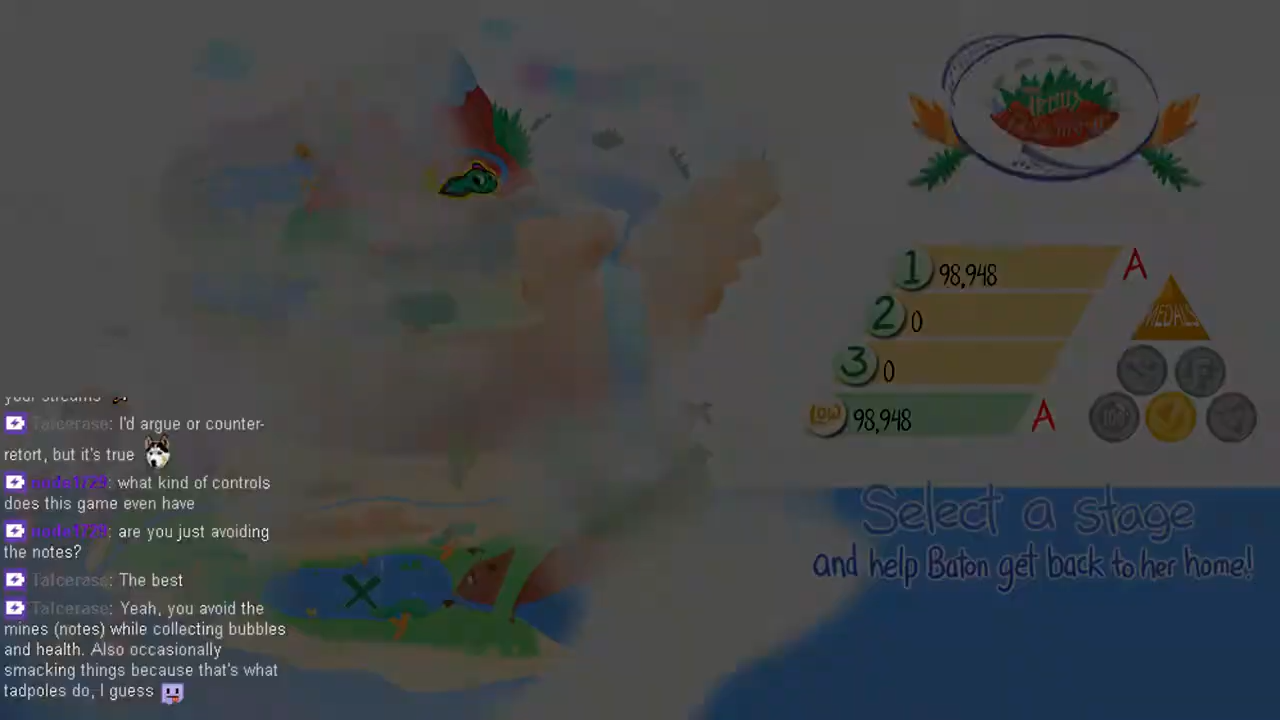 your streams
Talcerase: I'd argue or counter-
retort, but it's true
what kind of controls
does this game even have
are you just avoiding
the notes?
Talcerase: The best
Talcerase: Yeah, you avoid the
mines (notes) while collecting bubbles
and health. Also occasionally
smacking things because that's what
tadpoles do, I guess
1 98,948 A
2 0
3 0
LOW 98,948 A
MEDALS
100
Select a stage
and help Baton get back to her home!